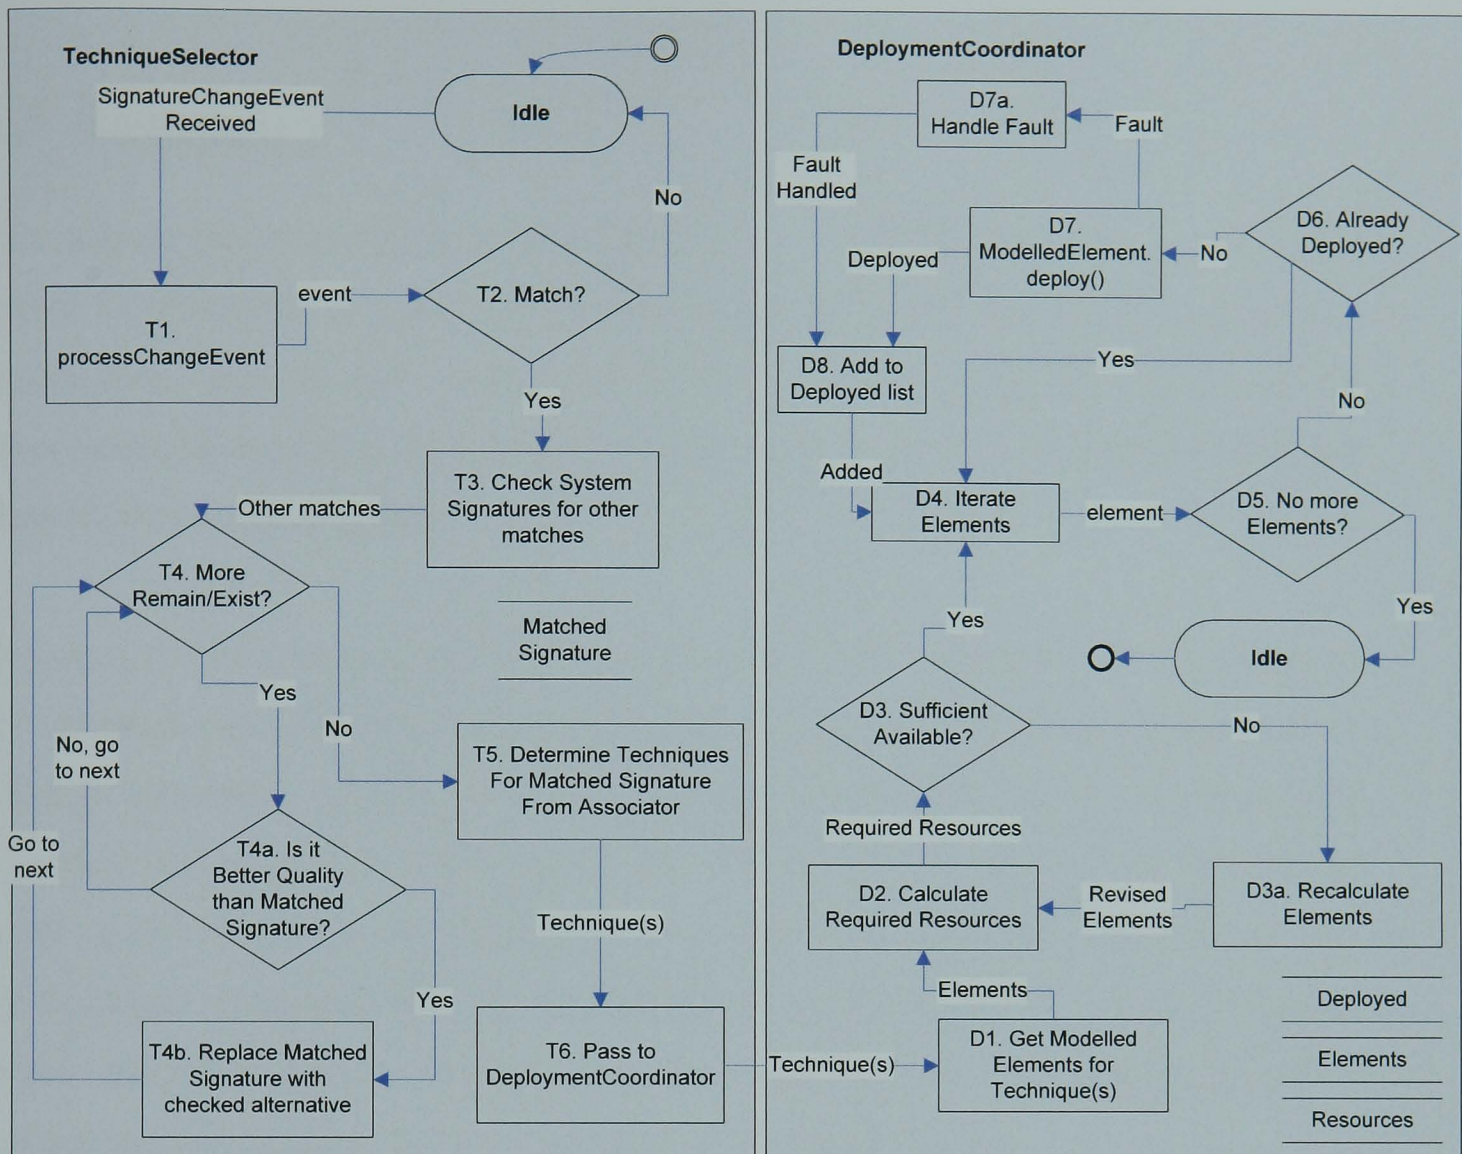 TechniqueSelector
SignatureChangeEvent
Received
Idle
No
T1.
processChangeEvent
event
T2. Match?
Yes
T3. Check System
Signatures for other
matches
Other matches
T4. More
Remain/Exist?
Matched
Signature
Yes
No
No, go
to next
T5. Determine Techniques
For Matched Signature
From Associator
Go to
next
T4a. Is it
Better Quality
than Matched
Signature?
Technique(s)
Yes
T4b. Replace Matched
Signature with
checked alternative
T6. Pass to
DeploymentCoordinator
Technique(s)
DeploymentCoordinator
D7a.
Handle Fault
Fault
Fault
Handled
D7.
ModelledElement.
deploy()
No
D6. Already
Deployed?
Deployed
D8. Add to
Deployed list
Yes
No
Added
D4. Iterate
Elements
element
D5. No more
Elements?
Yes
Yes
Idle
D3. Sufficient
Available?
No
Required Resources
D2. Calculate
Required Resources
Revised
Elements
D3a. Recalculate
Elements
Elements
D1. Get Modelled
Elements for
Technique(s)
Deployed
Elements
Resources